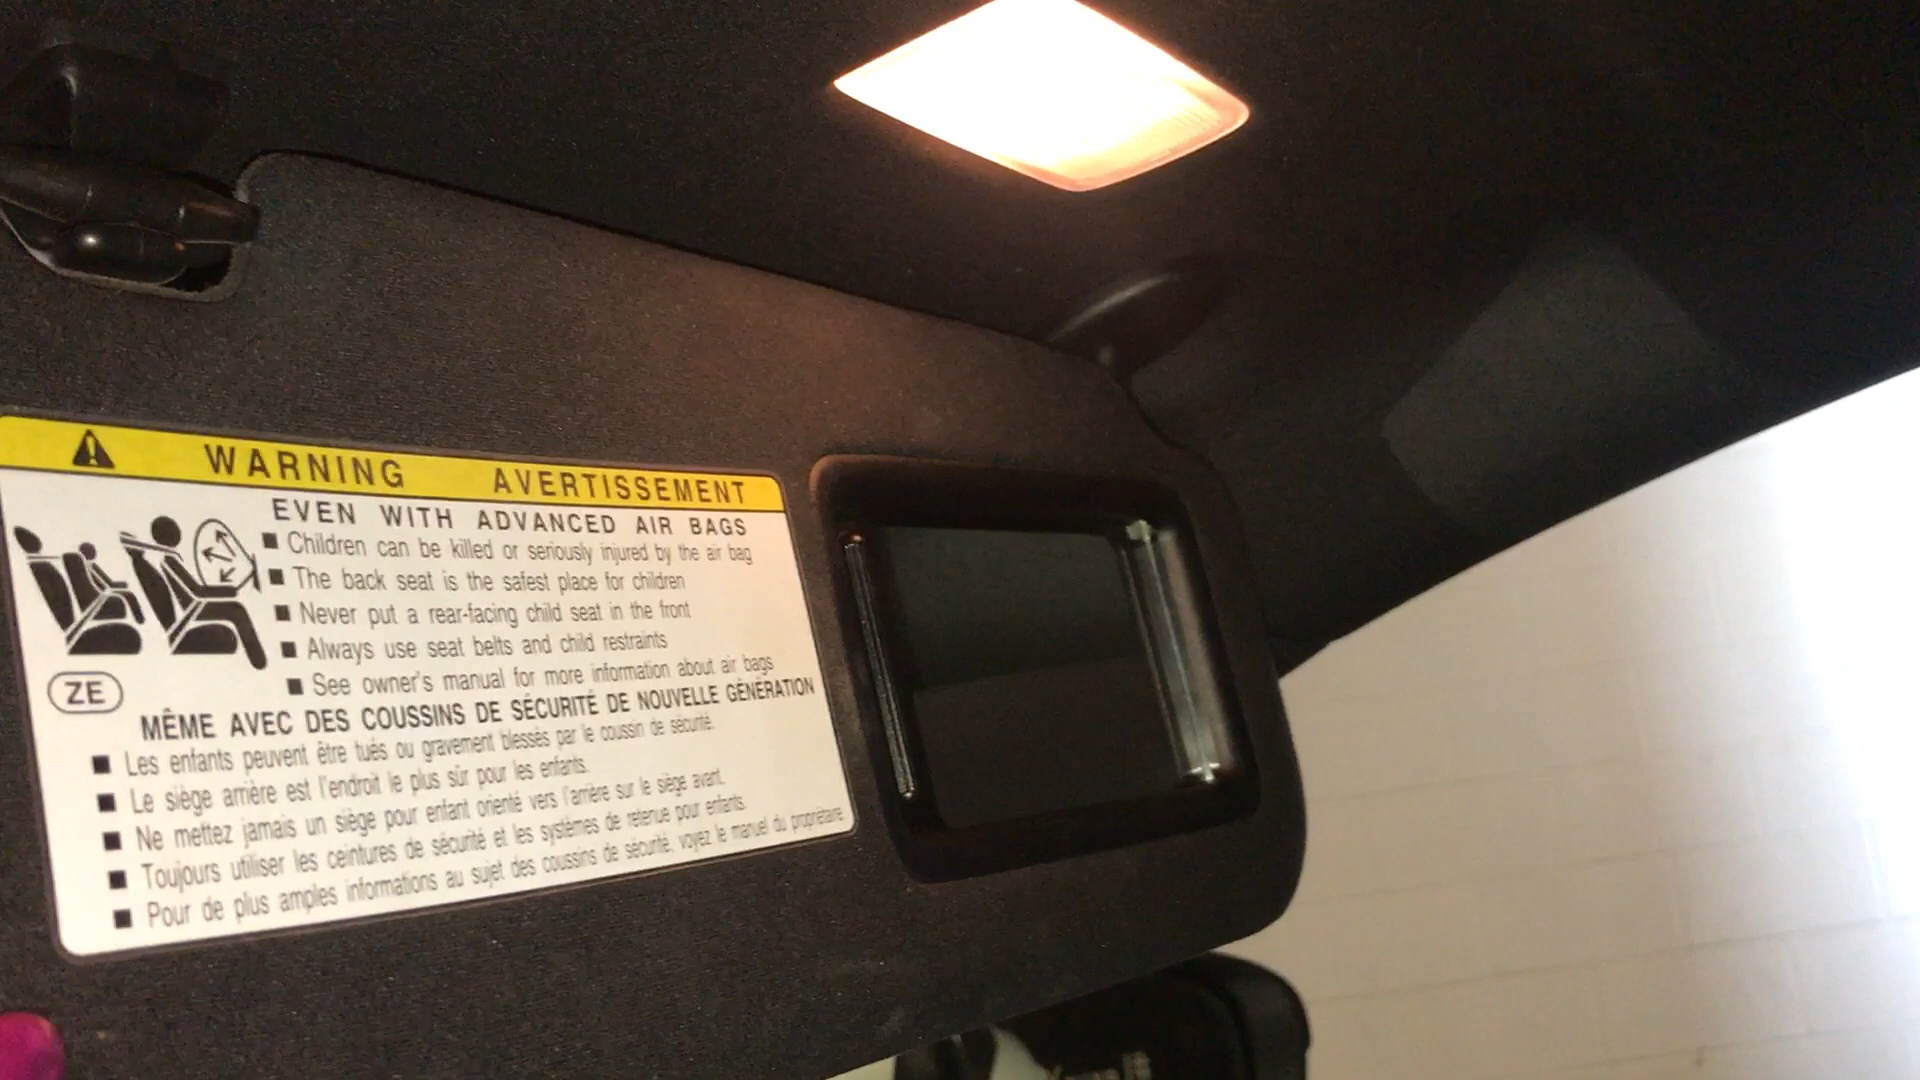 WARNING AVERTISSEMENT
EVEN WITH ADVANCED AIR BAGS
■ Children can be killed or seriously injured by the air bag
■ The back seat is the safest place for children
■ Never put a rear-facing child seat in the front
■ Always use seat belts and child restraints
■ See owner's manual for more information about air bags
ZE
MÊME AVEC DES COUSSINS DE SÉCURITÉ DE NOUVELLE GÉNÉRATION
■ Les enfants peuvent être tués ou gravement blessés par le coussin de sécurité.
■ Le siège arrière est l'endroit le plus sûr pour les enfants.
■ Ne mettez jamais un siège pour enfant orienté vers l'arrière sur le siège avant.
■ Toujours utiliser les ceintures de sécurité et les systèmes de retenue pour enfants.
■ Pour de plus amples informations au sujet des coussins de sécurité, voyez le manuel du propriétaire